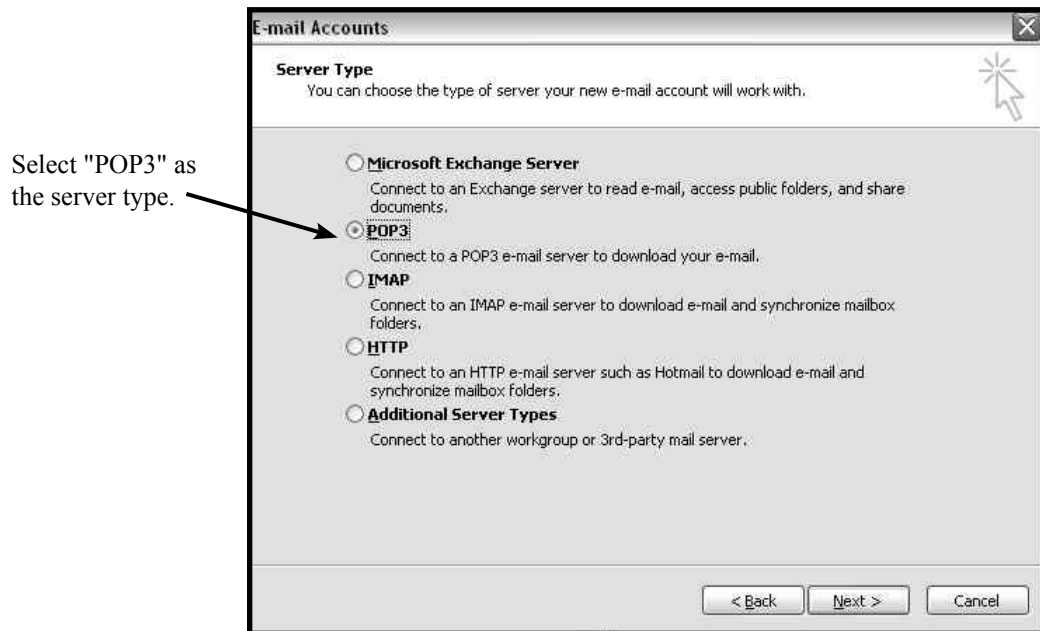 E-mail Accounts
Server Type
You can choose the type of server your new e-mail account will work with.
Select "POP3" as
the server type.
Microsoft Exchange Server
Connect to an Exchange server to read e-mail, access public folders, and share
documents.
POP3
Connect to a POP3 e-mail server to download your e-mail.
IMAP
Connect to an IMAP e-mail server to download e-mail and synchronize mailbox
folders.
HTTP
Connect to an HTTP e-mail server such as Hotmail to download e-mail and
synchronize mailbox folders.
Additional Server Types
Connect to another workgroup or 3rd-party mail server.
< Back Next > Cancel